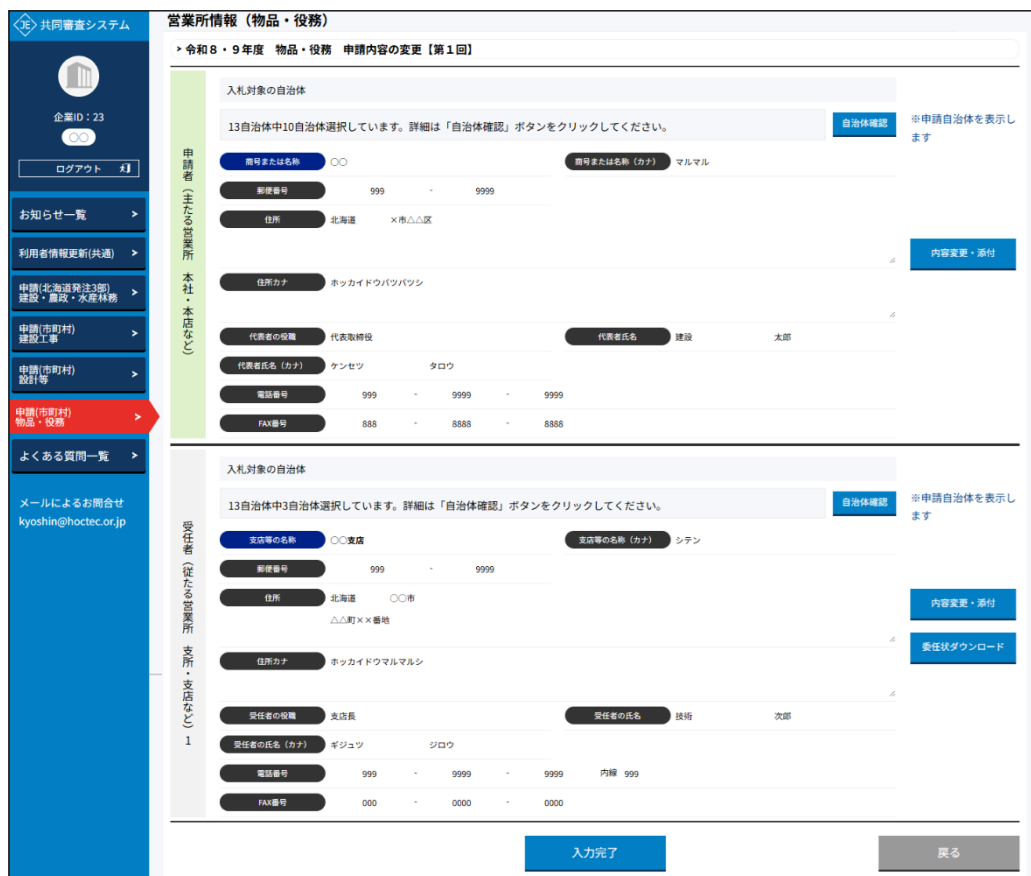 JE 共同審査システム
企業ID：23
○○
ログアウト
お知らせ一覧
利用者情報更新(共通)
申請(北海道発注3部)
建設・農政・水産林務
申請(市町村)
建設工事
申請(市町村)
設計等
申請(市町村)
物品・役務
よくある質問一覧
メールによるお問合せ
kyoshin@hoctec.or.jp
営業所情報（物品・役務）
令和８・９年度　物品・役務　申請内容の変更【第１回】
申請者（主たる営業所　本社・本店など）
入札対象の自治体
13自治体中10自治体選択しています。詳細は「自治体確認」ボタンをクリックしてください。
自治体確認
※申請自治体を表示し
ます
商号または名称 ○○ 商号または名称（カナ） マルマル
郵便番号 999 - 9999
住所 北海道 ×市△△区
内容変更・添付
住所カナ ホッカイドウバツバツシ
代表者の役職 代表取締役 代表者氏名 建設 太郎
代表者氏名（カナ） ケンセツ タロウ
電話番号 999 - 9999 - 9999
FAX番号 888 - 8888 - 8888
受任者（従たる営業所　支所・支店など）1
入札対象の自治体
13自治体中3自治体選択しています。詳細は「自治体確認」ボタンをクリックしてください。
自治体確認
※申請自治体を表示し
ます
支店等の名称 ○○支店 支店等の名称（カナ） シテン
郵便番号 999 - 9999
住所 北海道 ○○市
△△町××番地
内容変更・添付
委任状ダウンロード
住所カナ ホッカイドウマルマルシ
受任者の役職 支店長 受任者の氏名 技術 次郎
受任者の氏名（カナ） ギジュツ ジロウ
電話番号 999 - 9999 - 9999 内線 999
FAX番号 000 - 0000 - 0000
入力完了
戻る